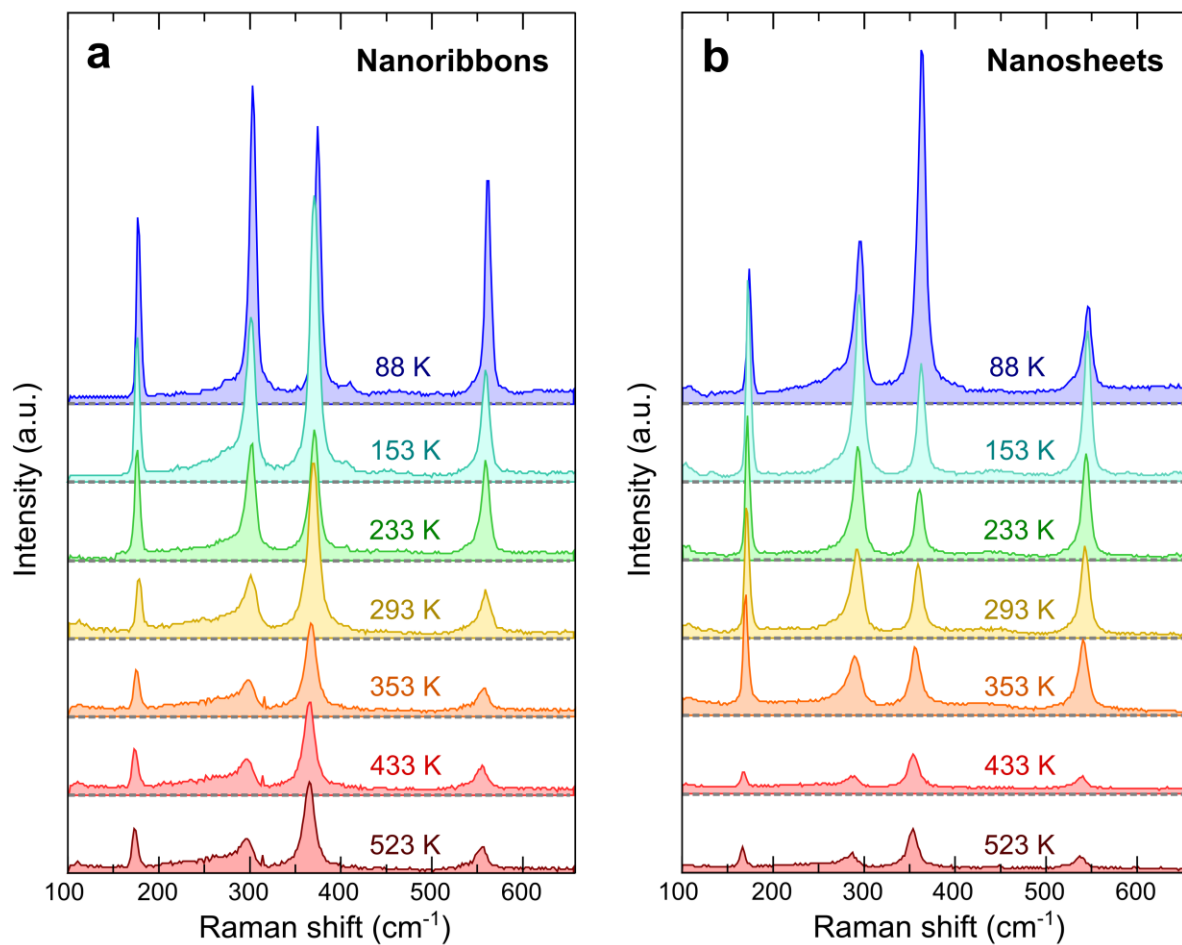 a
Nanoribbons
88 K
153 K
233 K
293 K
353 K
433 K
523 K
Intensity (a.u.)
100 200 300 400 500 600
Raman shift (cm⁻¹)
b
Nanosheets
88 K
153 K
233 K
293 K
353 K
433 K
523 K
Intensity (a.u.)
100 200 300 400 500 600
Raman shift (cm⁻¹)